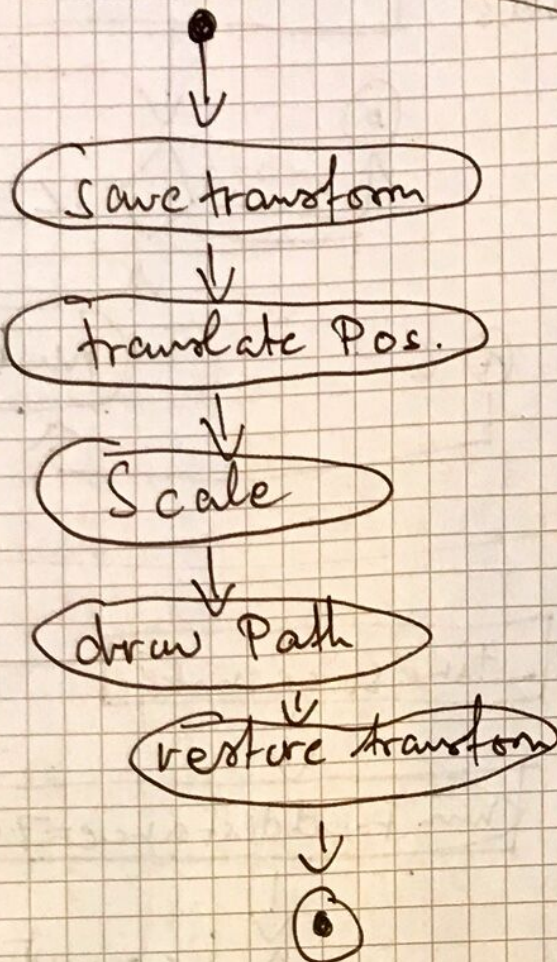 save transform
translate Pos.
Scale
draw Path
restore transform